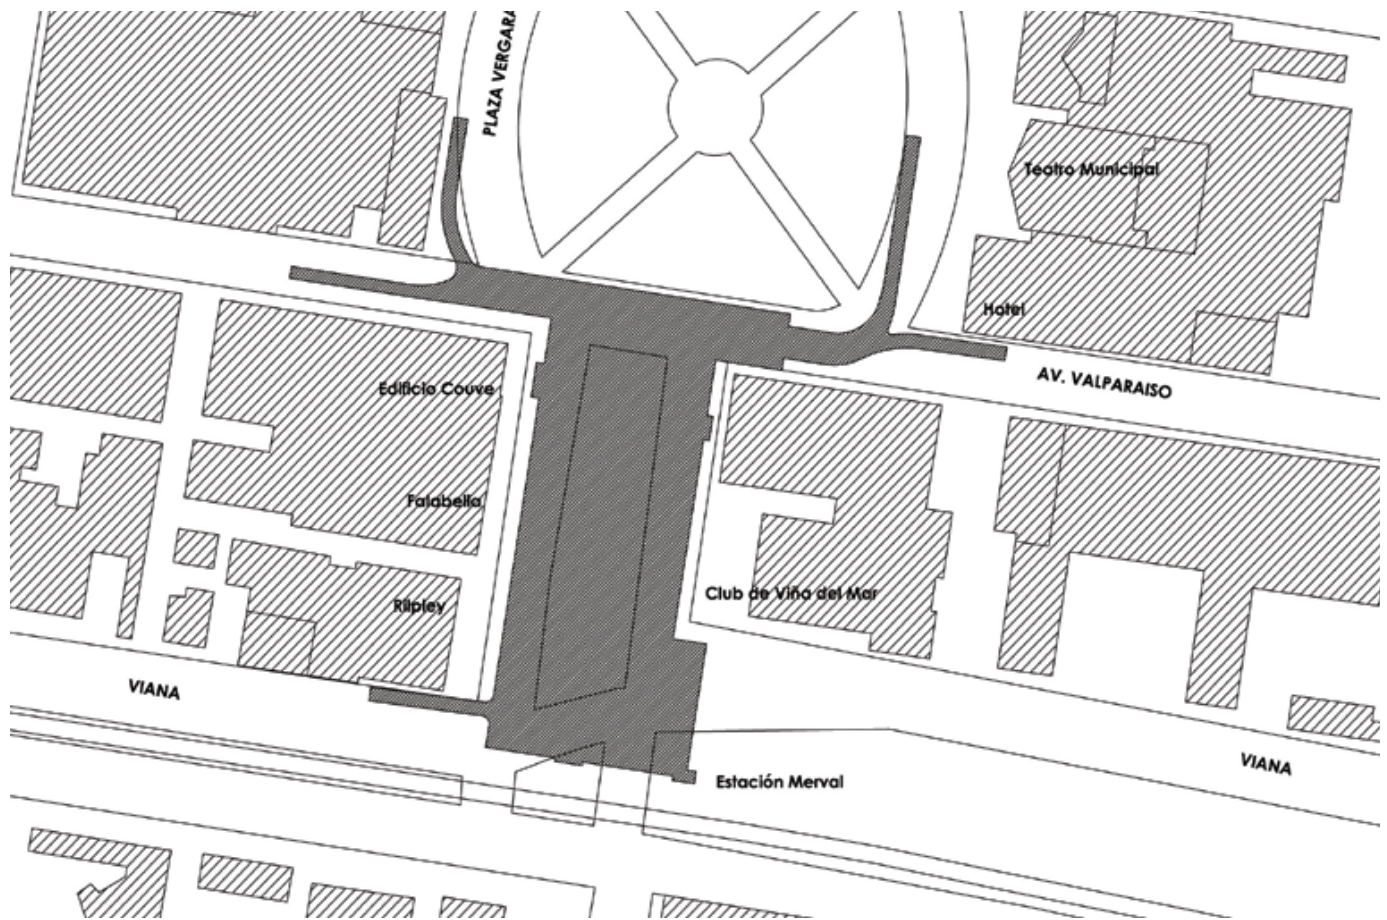 PLAZA VERGARA
Teatro Municipal
Hotel
AV. VALPARAISO
Edificio Couve
Falabella
Club de Viña del Mar
Rilpley
VIANA
VIANA
Estación Merval